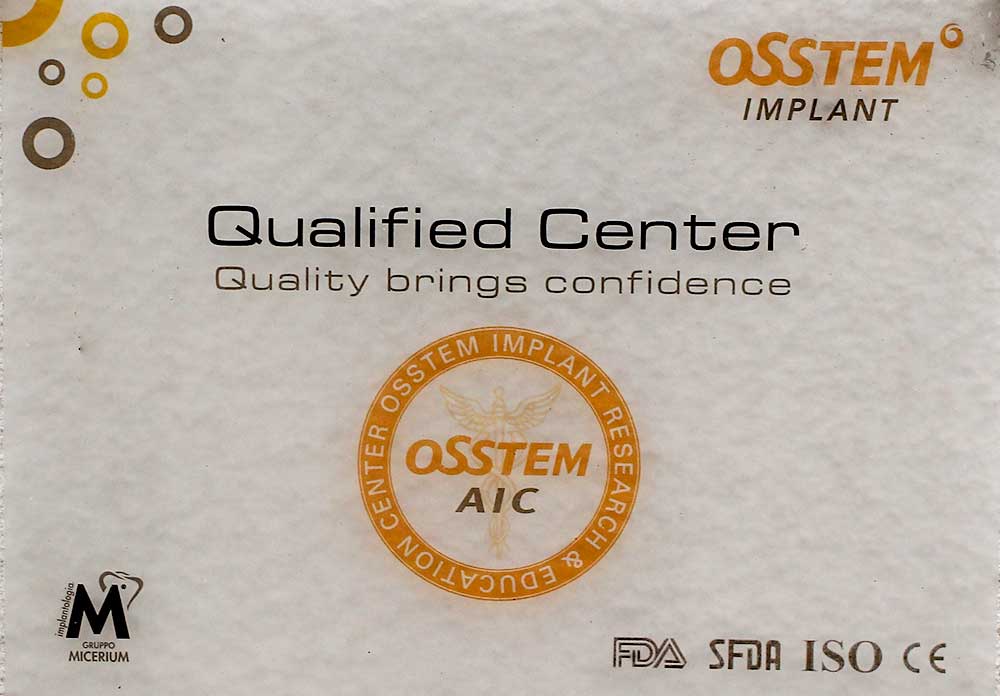 OSSTEM
IMPLANT
Qualified Center
Quality brings confidence
OSSTEM IMPLANT RESEARCH & EDUCATION CENTER
OSSTEM
AIC
implantologia
M
GRUPPO
MICERIUM
FDA SFDA ISO CE